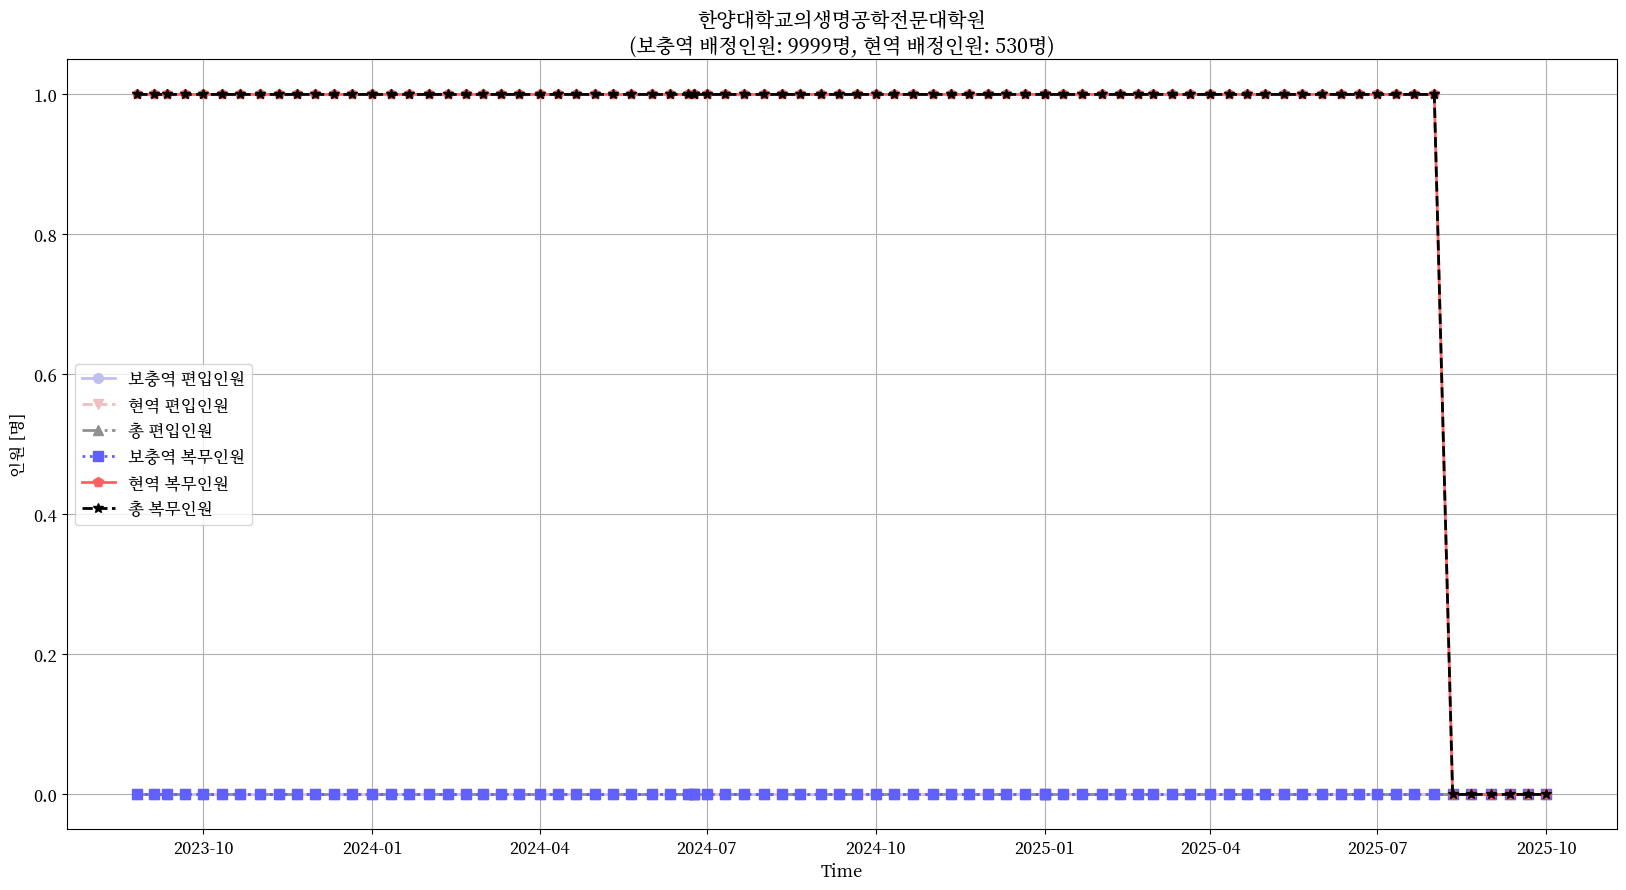 한양대학교의생명공학전문대학원
(보충역 배정인원: 9999명, 현역 배정인원: 530명)
1.0
0.8
0.6
0.4
0.2
0.0
인원 [명]
보충역 편입인원
현역 편입인원
총 편입인원
보충역 복무인원
현역 복무인원
총 복무인원
2023-10
2024-01
2024-04
2024-07
2024-10
2025-01
2025-04
2025-07
2025-10
Time